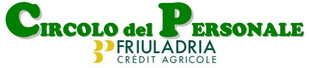 CIRCOLO del PERSONALE
FRIULADRIA
CRÉDIT AGRICOLE